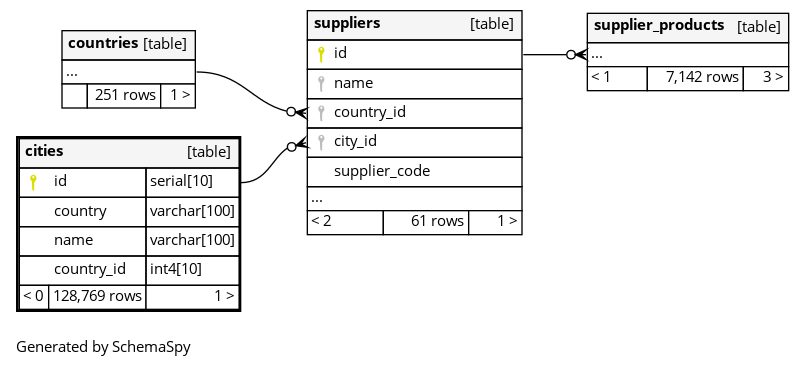 countries [table]
...
251 rows 1 >
cities [table]
id serial[10]
country varchar[100]
name varchar[100]
country_id int4[10]
< 0 128,769 rows 1 >
suppliers [table]
id
name
country_id
city_id
supplier_code
...
< 2 61 rows 1 >
supplier_products [table]
...
< 1 7,142 rows 3 >
Generated by SchemaSpy